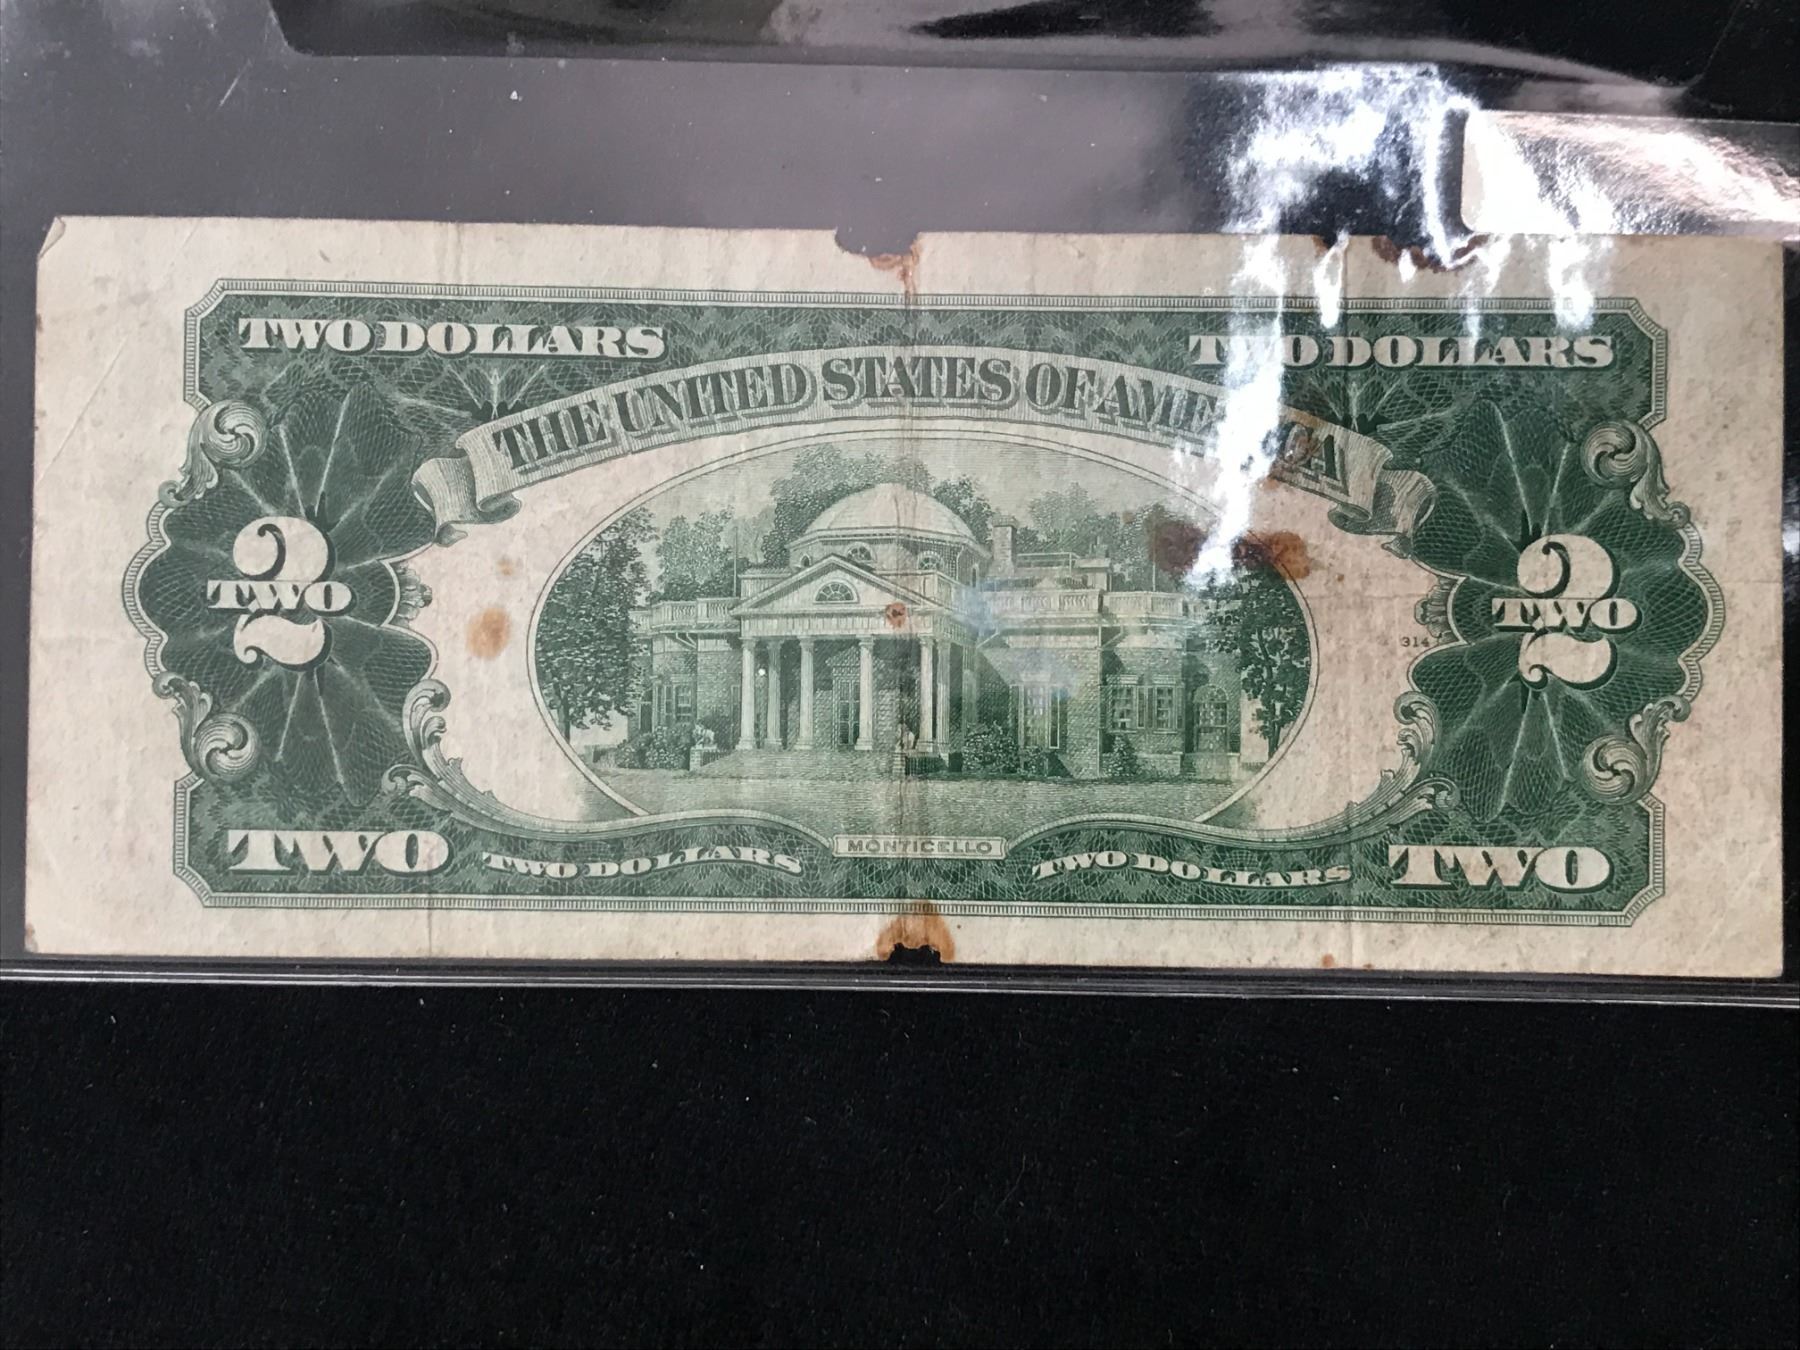 TWO DOLLARS TWO DOLLARS
THE UNITED STATES OF AMERICA
2 TWO
2 TWO
314
MONTICELLO
TWO TWO DOLLARS TWO DOLLARS TWO